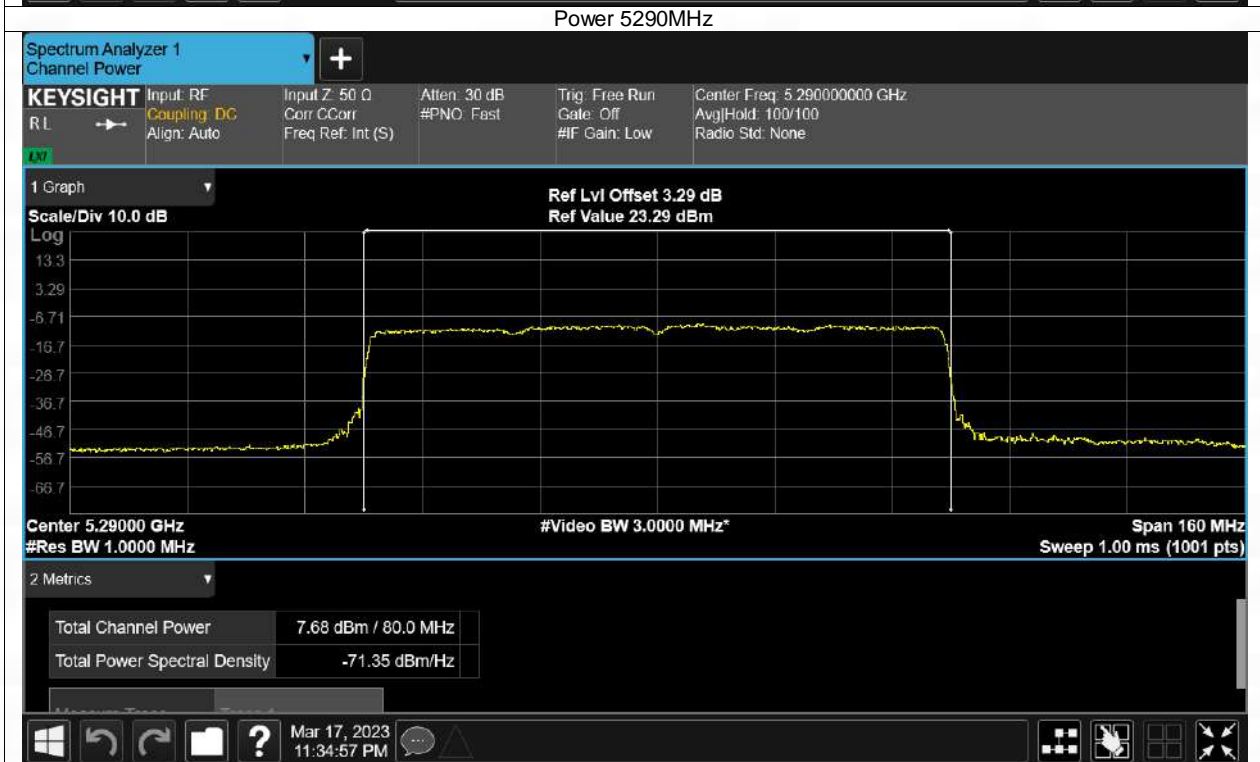 Power 5290MHz
Spectrum Analyzer 1
Channel Power
KEYSIGHT
RL
LXI
Input: RF
Coupling: DC
Align: Auto
Input Z: 50 Ω
Corr CCorr
Freq Ref: Int (S)
Atten: 30 dB
#PNO: Fast
Trig: Free Run
Gate: Off
#IF Gain: Low
Center Freq: 5.290000000 GHz
Avg|Hold: 100/100
Radio Std: None
1 Graph
Ref Lvl Offset 3.29 dB
Scale/Div 10.0 dB
Ref Value 23.29 dBm
Log
13.3
3.29
-6.71
-16.7
-26.7
-36.7
-46.7
-56.7
-66.7
Center 5.29000 GHz
#Video BW 3.0000 MHz*
Span 160 MHz
#Res BW 1.0000 MHz
Sweep 1.00 ms (1001 pts)
2 Metrics
Total Channel Power 7.68 dBm / 80.0 MHz
Total Power Spectral Density -71.35 dBm/Hz
Mar 17, 2023
11:34:57 PM